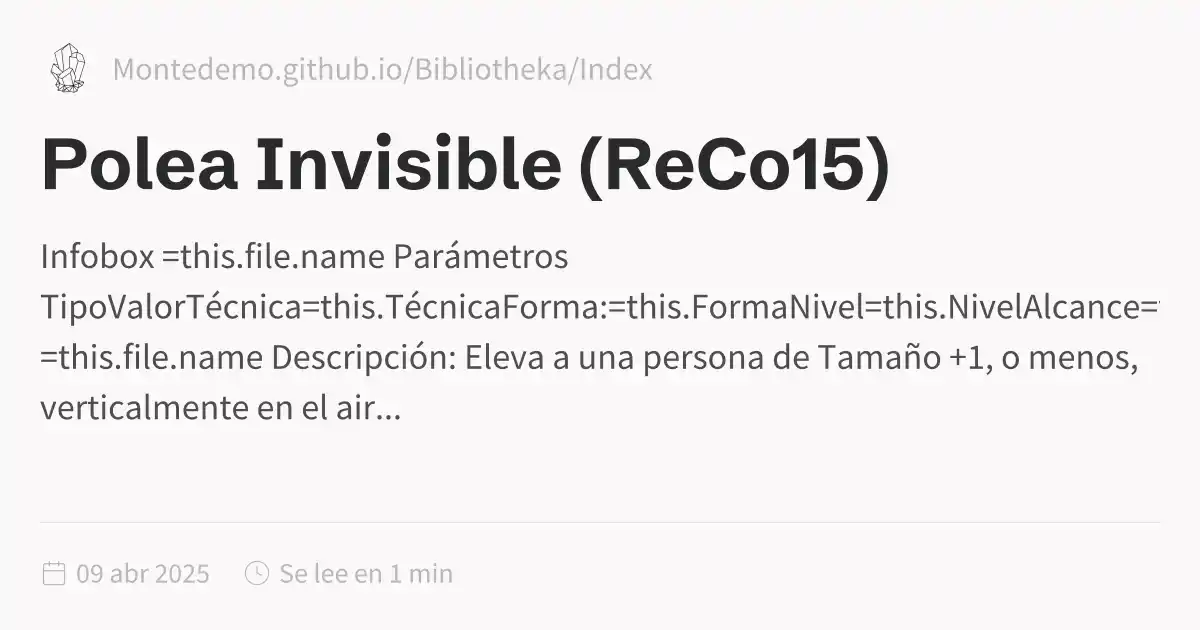 Montedemo.github.io/Bibliotheka/Index
Polea Invisible (ReCo15)
Infobox =this.file.name Parámetros
TipoValorTécnica=this.TécnicaForma:=this.FormaNivel=this.NivelAlcance=
=this.file.name Descripción: Eleva a una persona de Tamaño +1, o menos,
verticalmente en el air...
09 abr 2025 Se lee en 1 min